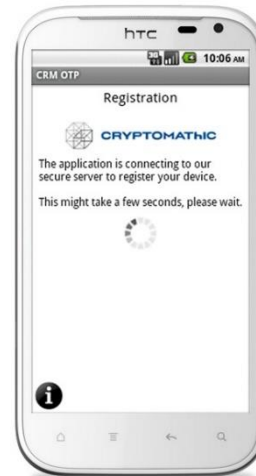 hTC
3G
10:06 AM
CRM OTP
Registration
CRYPTOMATHIC
The application is connecting to our
secure server to register your device.
This might take a few seconds, please wait.
i